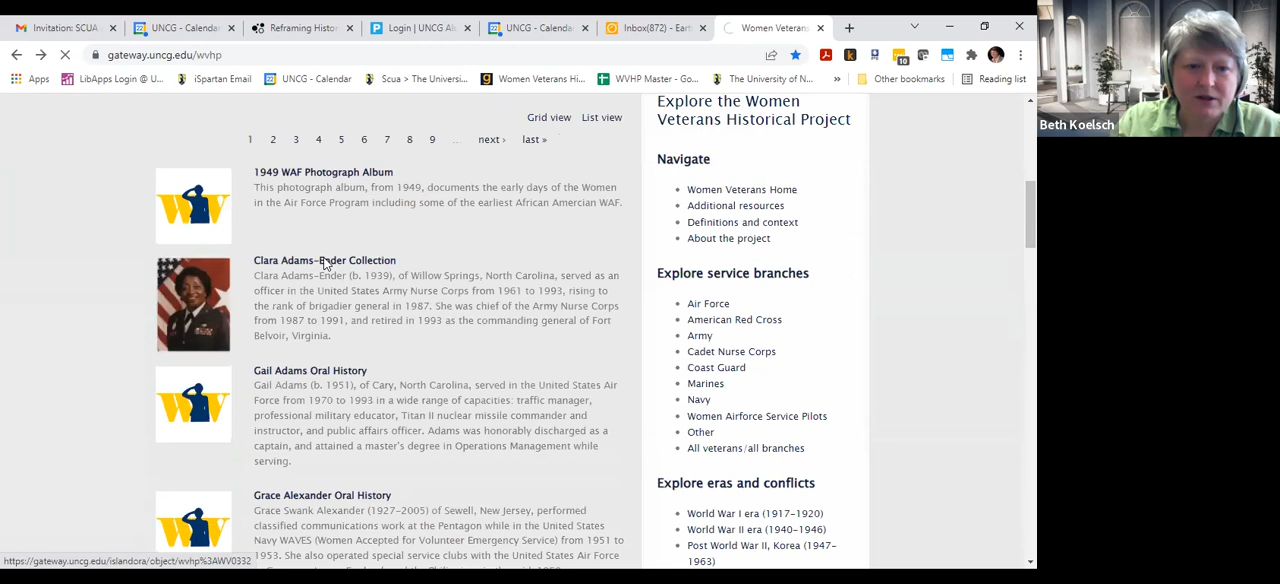 Invitation: SCUA
UNCG - Calenda
Reframing Histor
Login | UNCG Al
UNCG - Calenda
Inbox(872) - Eart
Women Veterans
gateway.uncg.edu/wvhp
Apps
LibApps Login @ U...
iSpartan Email
UNCG - Calendar
Scua > The Universi...
Women Veterans Hi...
WVHP Master - Go...
The University of N...
»
Other bookmarks
Reading list
Beth Koelsch
Grid view List view
1 2 3 4 5 6 7 8 9 ... next › last »
1949 WAF Photograph Album
This photograph album, from 1949, documents the early days of the Women
in the Air Force Program including some of the earliest African Amercian WAF.
Clara Adams-Ender Collection
Clara Adams-Ender (b. 1939), of Willow Springs, North Carolina, served as an
officer in the United States Army Nurse Corps from 1961 to 1993, rising to
the rank of brigadier general in 1987. She was chief of the Army Nurse Corps
from 1987 to 1991, and retired in 1993 as the commanding general of Fort
Belvoir, Virginia.
Gail Adams Oral History
Gail Adams (b. 1951), of Cary, North Carolina, served in the United States Air
Force from 1970 to 1993 in a wide range of capacities: traffic manager,
professional military educator, Titan II nuclear missile commander and
instructor, and public affairs officer. Adams was honorably discharged as a
captain, and attained a master's degree in Operations Management while
serving.
Grace Alexander Oral History
Grace Swank Alexander (1927-2005) of Sewell, New Jersey, performed
classified communications work at the Pentagon while in the United States
Navy WAVES (Women Accepted for Volunteer Emergency Service) from 1951 to
1953. She also operated special service clubs with the United States Air Force
https://gateway.uncg.edu/islandora/object/wvhp%3AWV0332
Explore the Women
Veterans Historical Project
Navigate
Women Veterans Home
Additional resources
Definitions and context
About the project
Explore service branches
Air Force
American Red Cross
Army
Cadet Nurse Corps
Coast Guard
Marines
Navy
Women Airforce Service Pilots
Other
All veterans/all branches
Explore eras and conflicts
World War I era (1917-1920)
World War II era (1940-1946)
Post World War II, Korea (1947-
1963)